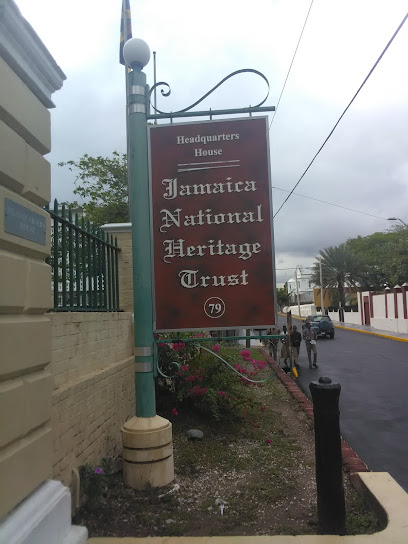 Headquarters
House
Jamaica
National
Heritage
Trust
79